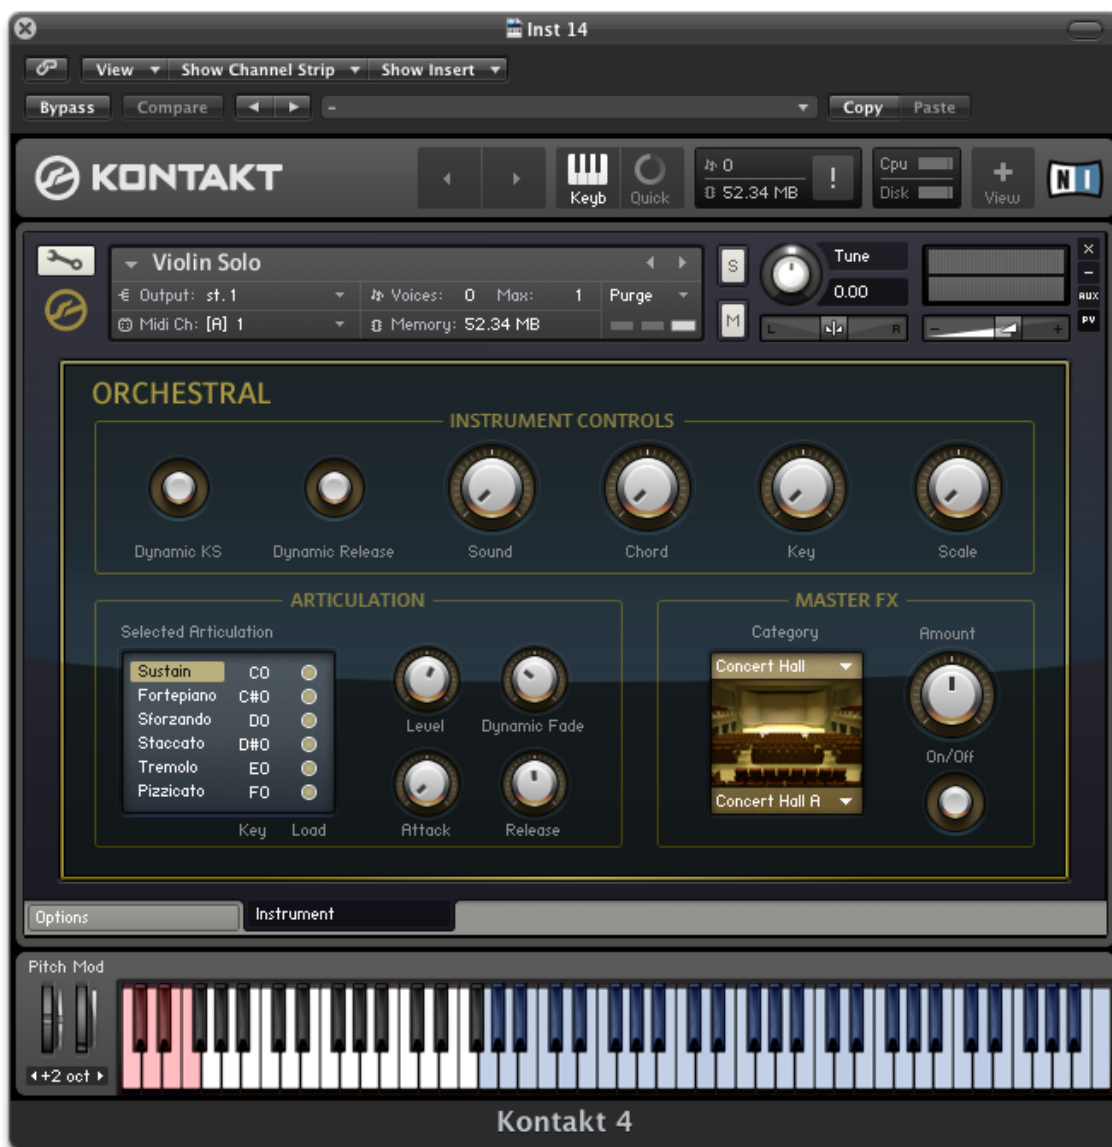 Inst 14
View Show Channel Strip Show Insert
Bypass Compare - Copy Paste
KONTAKT
Keyb Quick
0
52.34 MB
!
Cpu
Disk
View
NI
Violin Solo
Output: st.1 Voices: 0 Max: 1 Purge
Midi Ch: [A] 1 Memory: 52.34 MB
S
M
Tune
0.00
L R
- +
x
-
AUX
PV
ORCHESTRAL
INSTRUMENT CONTROLS
Dynamic KS Dynamic Release Sound Chord Key Scale
ARTICULATION
Selected Articulation
Sustain C0
Fortepiano C#0
Sforzando D0
Staccato D#0
Tremolo E0
Pizzicato F0
Key Load
Level Dynamic Fade
Attack Release
MASTER FX
Category Amount
Concert Hall
On/Off
Concert Hall A
Options Instrument
Pitch Mod
+2 oct
Kontakt 4